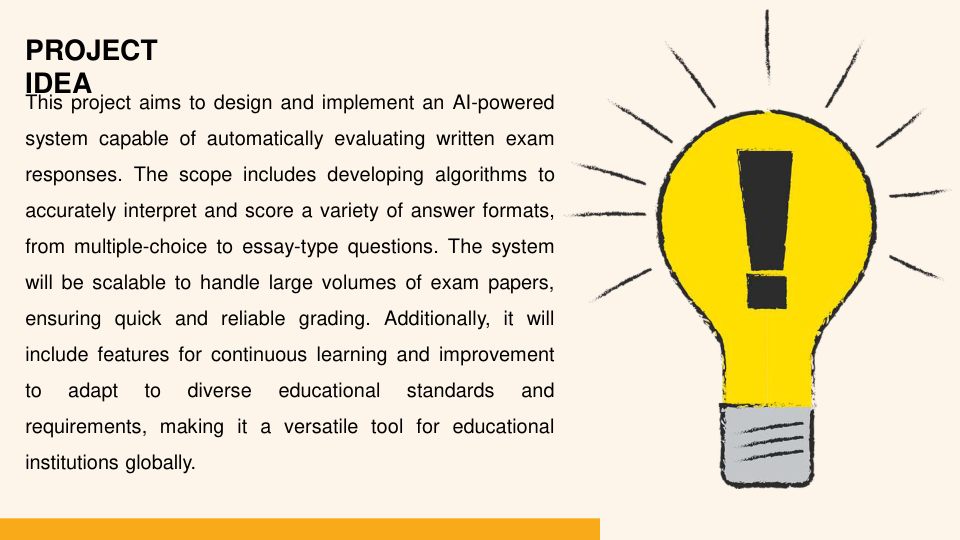 PROJECT
IDEA
This project aims to design and implement an AI-powered
system capable of automatically evaluating written exam
responses. The scope includes developing algorithms to
accurately interpret and score a variety of answer formats,
from multiple-choice to essay-type questions. The system
will be scalable to handle large volumes of exam papers,
ensuring quick and reliable grading. Additionally, it will
include features for continuous learning and improvement
to adapt to diverse educational standards and
requirements, making it a versatile tool for educational
institutions globally.